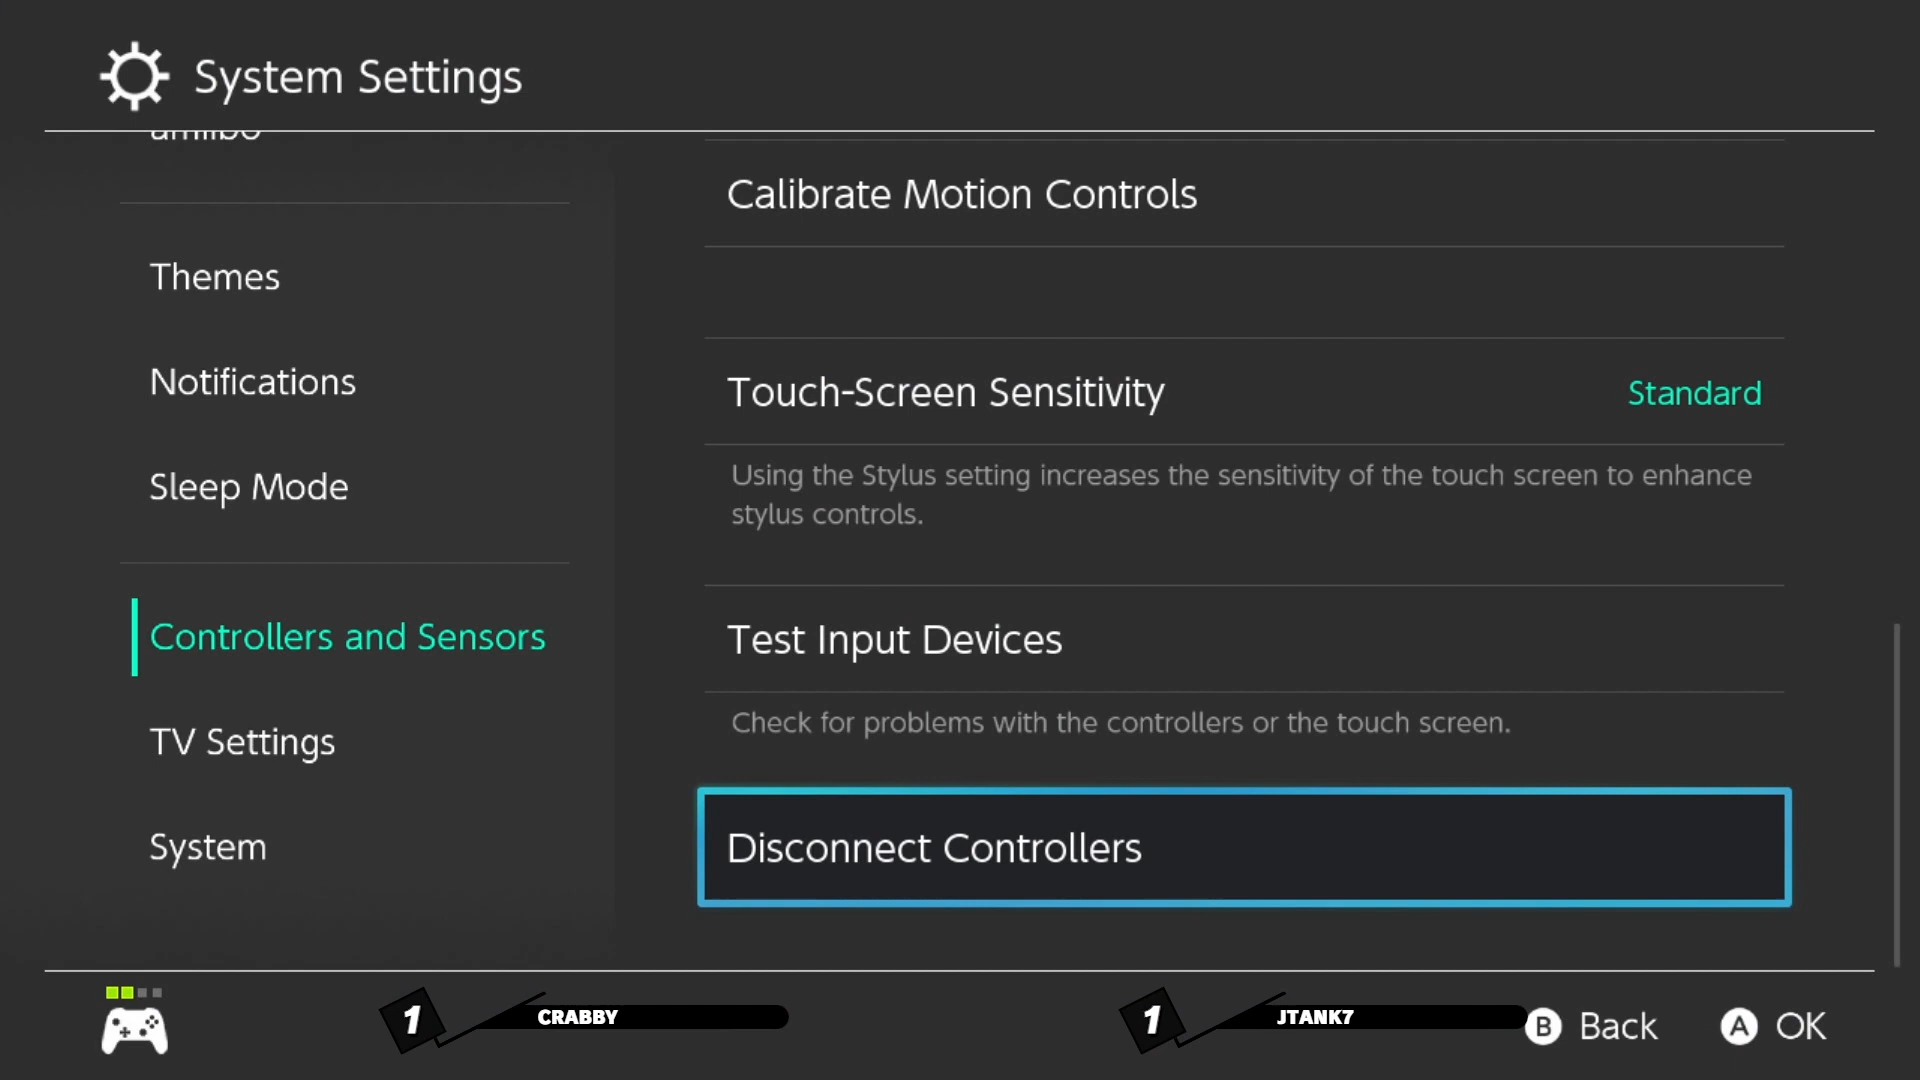 System Settings
amiibo
Themes
Notifications
Sleep Mode
Controllers and Sensors
TV Settings
System
Calibrate Motion Controls
Touch-Screen Sensitivity Standard
Using the Stylus setting increases the sensitivity of the touch screen to enhance
stylus controls.
Test Input Devices
Check for problems with the controllers or the touch screen.
Disconnect Controllers
1 CRABBY
1 JTANK7
B Back
A OK